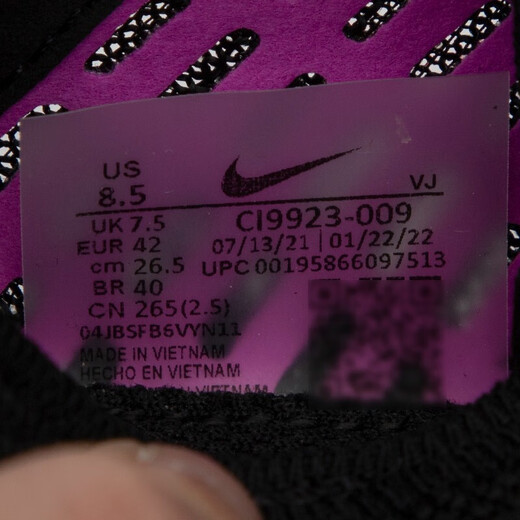 US
8.5
VJ
UK 7.5
CI9923-009
EUR 42
07/13/21 | 01/22/22
cm 26.5
UPC 00195866097513
BR 40
CN 265(2.5)
04JBSFB6VYN11
MADE IN VIETNAM
HECHO EN VIETNAM
VIETNAM